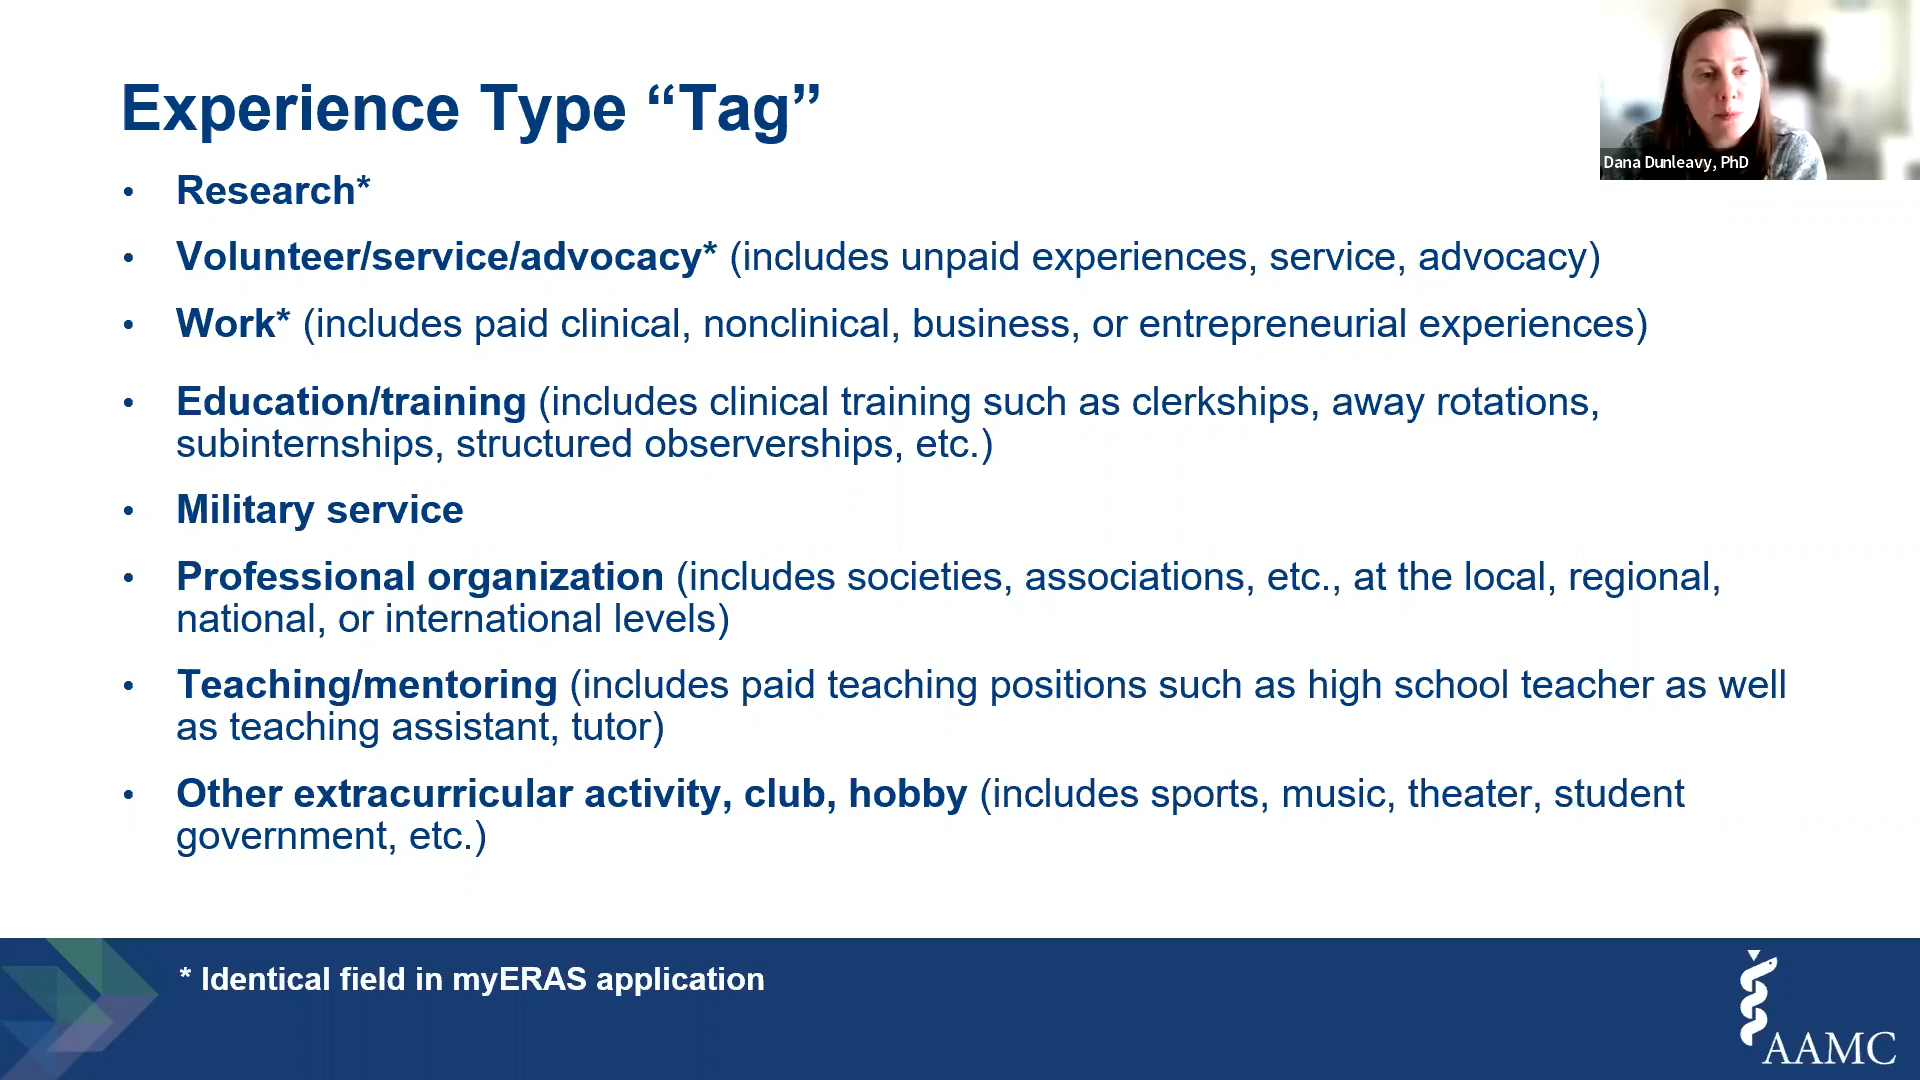 Experience Type “Tag”
Dana Dunleavy, PhD
• Research*
• Volunteer/service/advocacy* (includes unpaid experiences, service, advocacy)
• Work* (includes paid clinical, nonclinical, business, or entrepreneurial experiences)
• Education/training (includes clinical training such as clerkships, away rotations,
subinternships, structured observerships, etc.)
• Military service
• Professional organization (includes societies, associations, etc., at the local, regional,
national, or international levels)
• Teaching/mentoring (includes paid teaching positions such as high school teacher as well
as teaching assistant, tutor)
• Other extracurricular activity, club, hobby (includes sports, music, theater, student
government, etc.)
* Identical field in myERAS application
AAMC